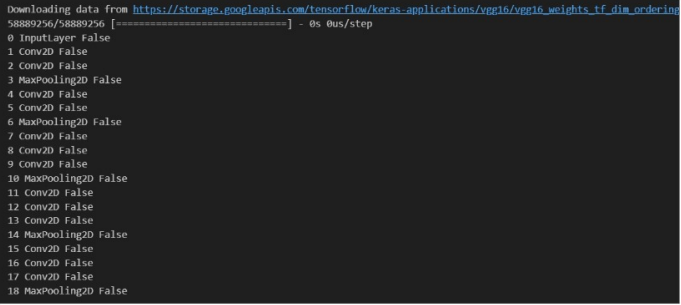 Downloading data from https://storage.googleapis.com/tensorflow/keras-applications/vgg16/vgg16_weights_tf_dim_ordering
58889256/58889256 [==============================] - 0s 0us/step
0 InputLayer False
1 Conv2D False
2 Conv2D False
3 MaxPooling2D False
4 Conv2D False
5 Conv2D False
6 MaxPooling2D False
7 Conv2D False
8 Conv2D False
9 Conv2D False
10 MaxPooling2D False
11 Conv2D False
12 Conv2D False
13 Conv2D False
14 MaxPooling2D False
15 Conv2D False
16 Conv2D False
17 Conv2D False
18 MaxPooling2D False